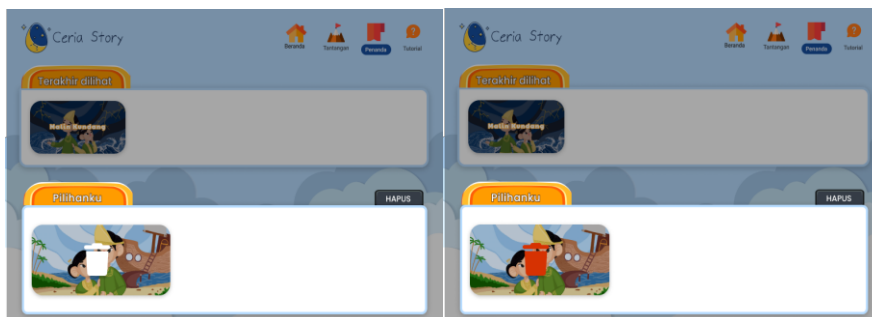 Ceria Story
Beranda
Tantangan
Penanda
Tutorial
Terakhir dilihat
Malin Kundang
Pilihanku
HAPUS
Ceria Story
Beranda
Tantangan
Penanda
Tutorial
Terakhir dilihat
Malin Kundang
Pilihanku
HAPUS